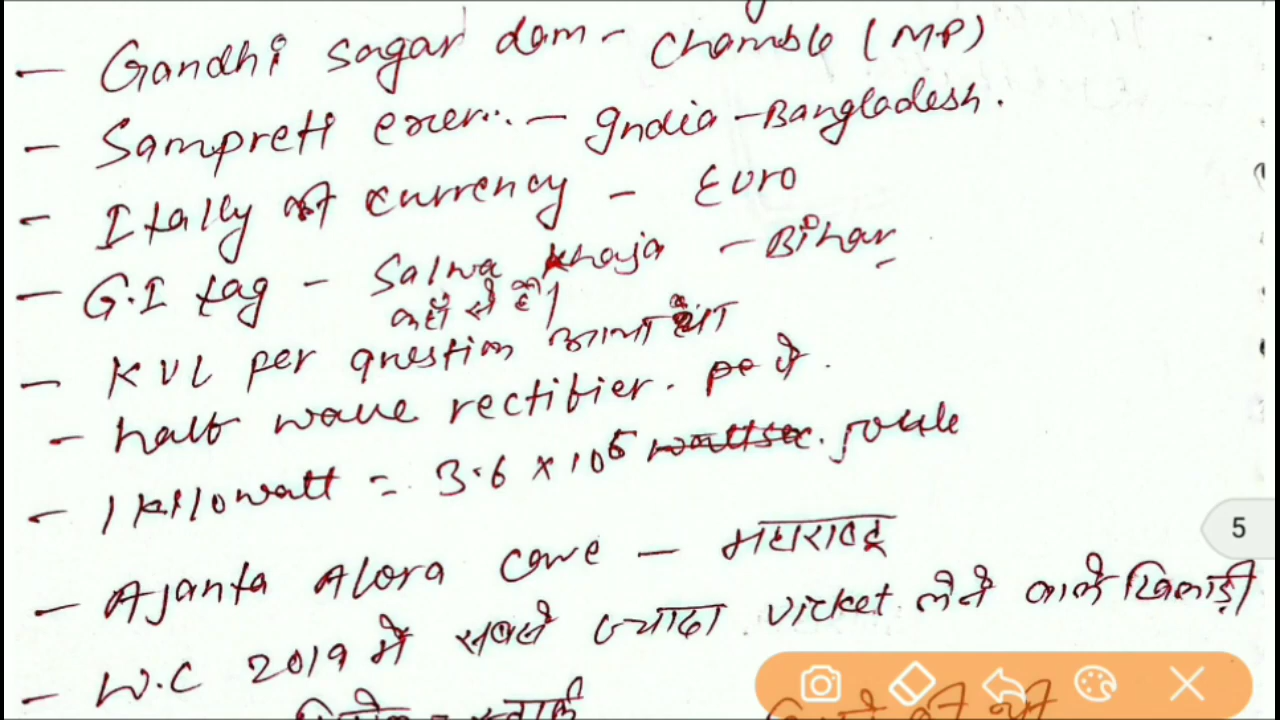 - Gandhi Sagar dam - Chamble (MP)
- Sampreti exer... - India - Bangladesh.
- Itally की currency - Euro
- G.I tag - Salwa Khaja - Bihar
कहाँ से है।
- KVL per question आया था
- half wave rectifier. pe से.
- 1 kilowatt = 3.6 × 10⁶ wattsec. joule
- Ajanta Alora cave - महाराष्ट्र
- W.C 2019 में सबसे ज्यादा vicket लेने वाले खिलाड़ी
5